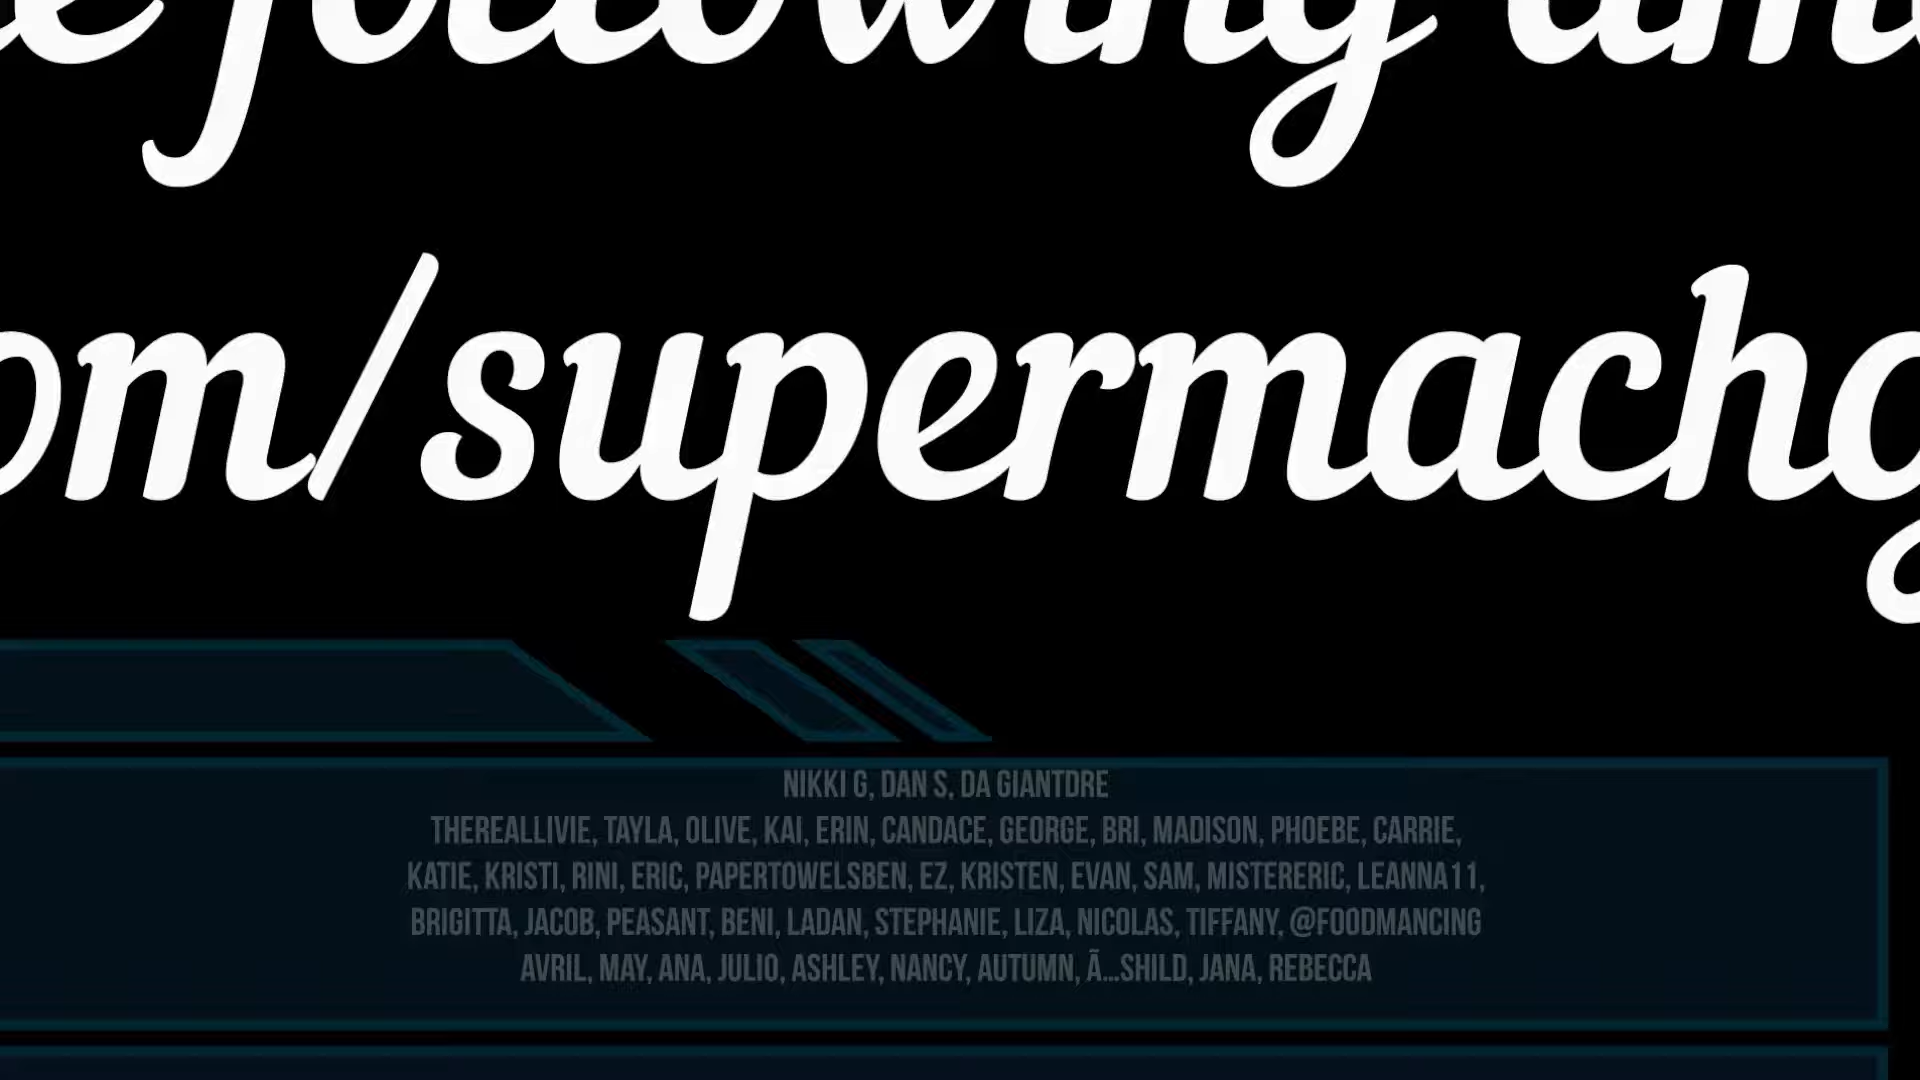 following
om/supermachg
NIKKI G, DAN S, DA GIANTDRE
THEREALLIVIE, TAYLA, OLIVE, KAI, ERIN, CANDACE, GEORGE, BRI, MADISON, PHOEBE, CARRIE,
KATIE, KRISTI, RINI, ERIC, PAPERTOWELSBEN, EZ, KRISTEN, EVAN, SAM, MISTERERIC, LEANNA11,
BRIGITTA, JACOB, PEASANT, BENI, LADAN, STEPHANIE, LIZA, NICOLAS, TIFFANY, @FOODMANCING
AVRIL, MAY, ANA, JULIO, ASHLEY, NANCY, AUTUMN, Ã…SHILD, JANA, REBECCA